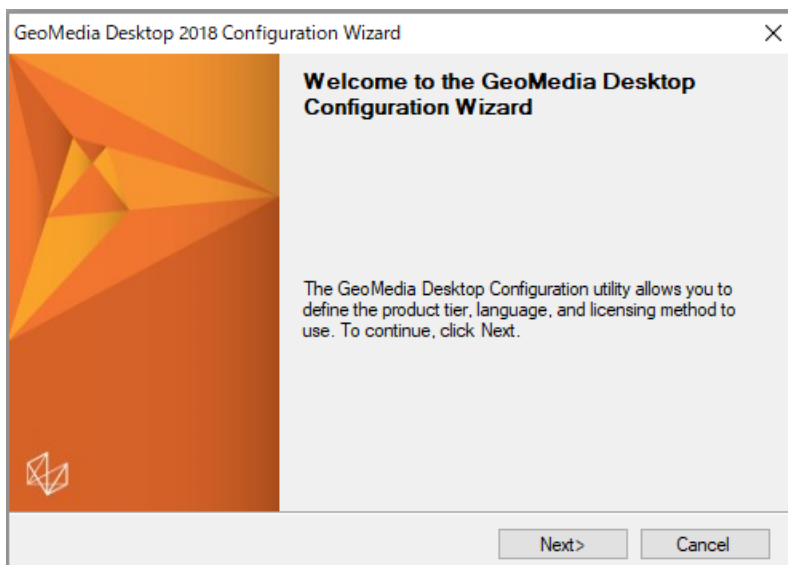 GeoMedia Desktop 2018 Configuration Wizard
Welcome to the GeoMedia Desktop
Configuration Wizard
The GeoMedia Desktop Configuration utility allows you to
define the product tier, language, and licensing method to
use. To continue, click Next.
Next>
Cancel